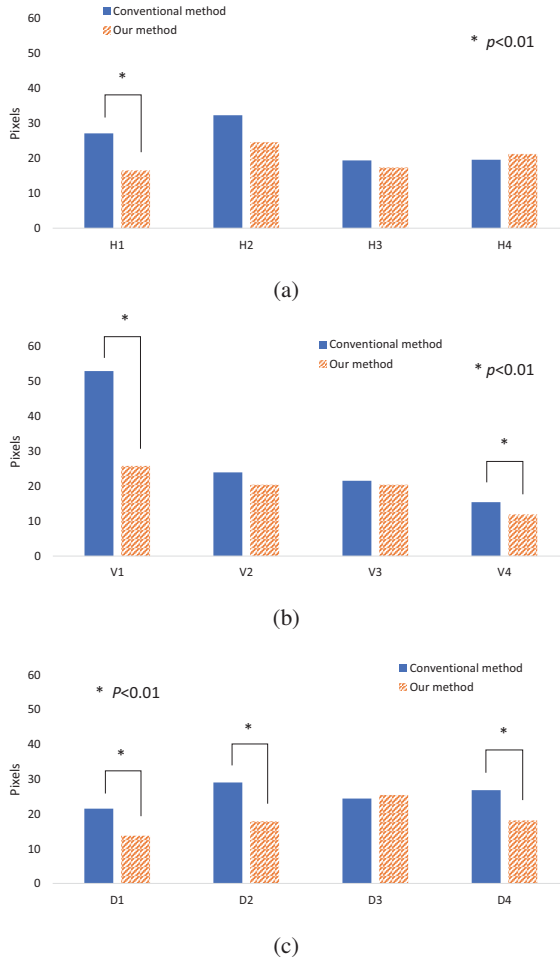 Conventional method
Our method
* p<0.01
60
50
40
30
20
10
0
Pixels
*
H1 H2 H3 H4
(a)
Conventional method
Our method
* p<0.01
60
50
40
30
20
10
0
Pixels
*
*
V1 V2 V3 V4
(b)
Conventional method
Our method
* P<0.01
60
50
40
30
20
10
0
Pixels
*
*
*
D1 D2 D3 D4
(c)